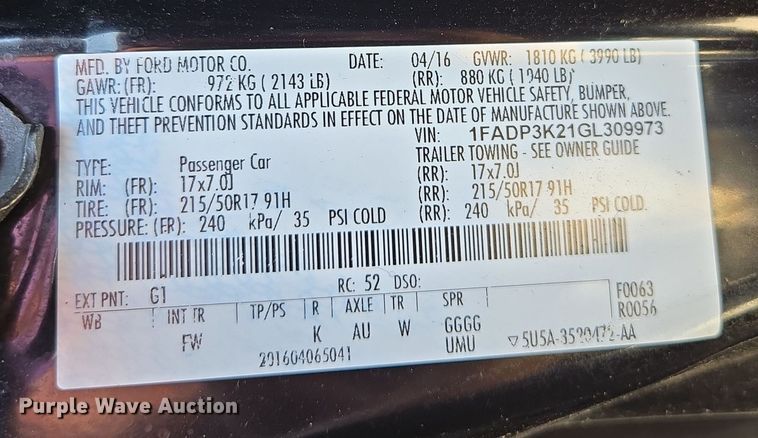 MFD. BY FORD MOTOR CO. DATE: 04/16 GVWR: 1810 KG ( 3990 LB)
GAWR: (FR): 972 KG ( 2143 LB) (RR): 880 KG ( 1940 LB)
THIS VEHICLE CONFORMS TO ALL APPLICABLE FEDERAL MOTOR VEHICLE SAFETY, BUMPER,
AND THEFT PREVENTION STANDARDS IN EFFECT ON THE DATE OF MANUFACTURE SHOWN ABOVE.
VIN: 1FADP3K21GL309973
TYPE: Passenger Car TRAILER TOWING - SEE OWNER GUIDE
RIM: (FR): 17x7.0J (RR): 17x7.0J
TIRE: (FR): 215/50R17 91H (RR): 215/50R17 91H
PRESSURE: (FR): 240 kPa/ 35 PSI COLD (RR): 240 kPa/ 35 PSI COLD
EXT PNT: G1 RC: 52 DSO: F0063
WB INT TR TP/PS R AXLE TR SPR R0056
FW K AU W GGGG
UMU
201604065041 ▽5U5A-3520472-AA
Purple Wave Auction